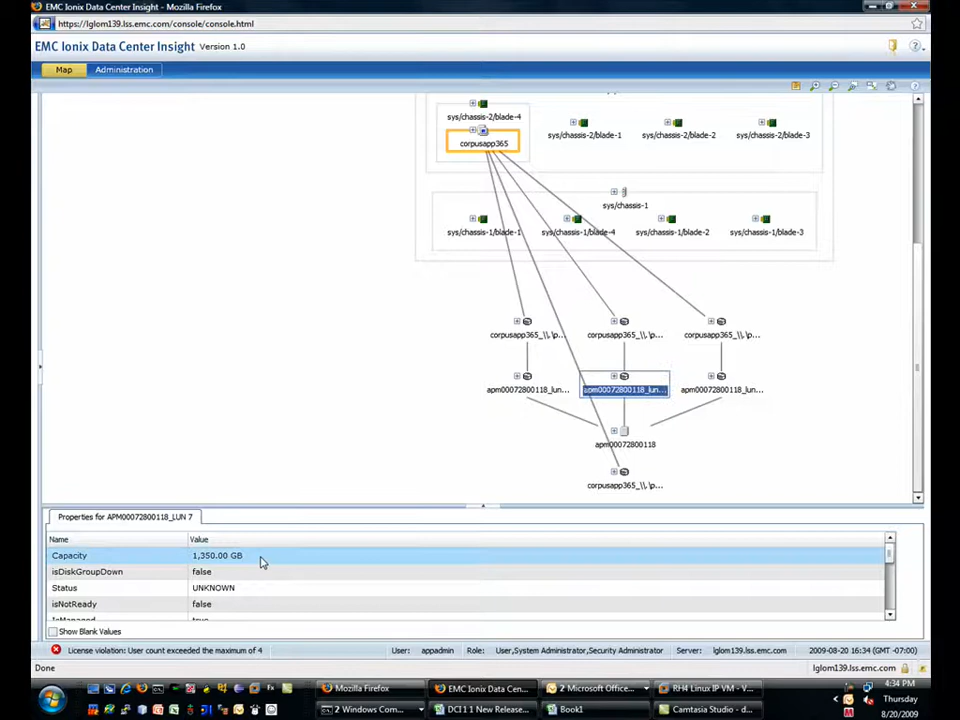 EMC Ionix Data Center Insight - Mozilla Firefox
https://lglom139.lss.emc.com/console/console.html
EMC Ionix Data Center Insight Version 1.0
Map Administration
sys/chassis-2/blade-4
sys/chassis-2/blade-1 sys/chassis-2/blade-2 sys/chassis-2/blade-3
corpusapp365
sys/chassis-1
sys/chassis-1/blade-1 sys/chassis-1/blade-4 sys/chassis-1/blade-2 sys/chassis-1/blade-3
corpusapp365_\\.\p... corpusapp365_\\.\p... corpusapp365_\\.\p...
apm00072800118_lun... apm00072800118_lun... apm00072800118_lun...
apm00072800118
corpusapp365_\\.\p...
Properties for APM00072800118_LUN 7
Name Value
Capacity 1,350.00 GB
isDiskGroupDown false
Status UNKNOWN
isNotReady false
IsManaged true
Show Blank Values
License violation: User count exceeded the maximum of 4 User: appadmin Role: User,System Administrator,Security Administrator Server: lglom139.lss.emc.com 2009-08-20 16:34 (GMT -07:00)
Done lglom139.lss.emc.com
Mozilla Firefox EMC Ionix Data Cen... 2 Microsoft Office... RH4 Linux IP VM - V... 4:34 PM
Thursday
2 Windows Com... DCI1 1 New Release... Book1 Camtasia Studio - d... 8/20/2009